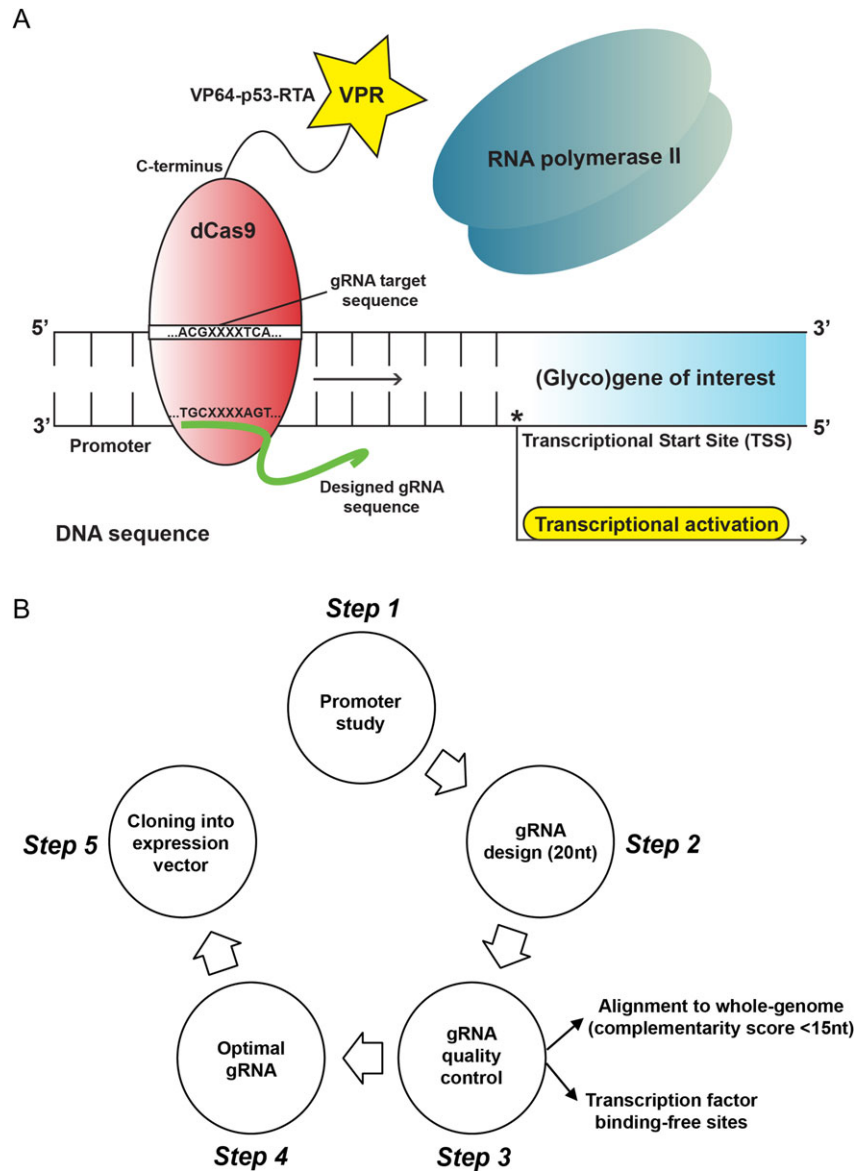 A
VP64-p53-RTA
VPR
RNA polymerase II
C-terminus
dCas9
gRNA target
sequence
5’
...ACGXXXXTCA...
3’
(Glyco)gene of interest
...TGCXXXXAGT...
*
3’
5’
Promoter
Transcriptional Start Site (TSS)
Designed gRNA
sequence
DNA sequence
Transcriptional activation
B
Step 1
Promoter
study
Step 2
gRNA
design (20nt)
Step 3
gRNA
quality
control
Alignment to whole-genome
(complementarity score <15nt)
Transcription factor
binding-free sites
Step 4
Optimal
gRNA
Step 5
Cloning into
expression
vector